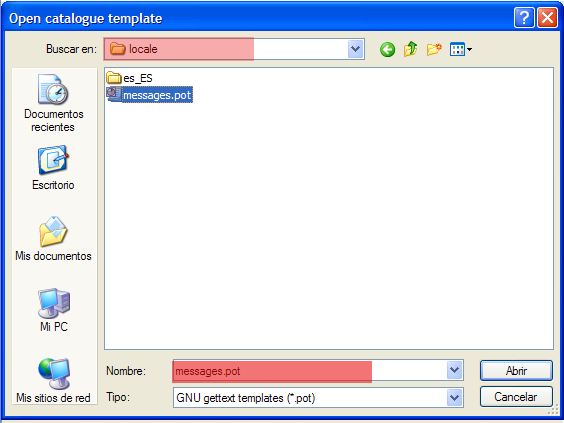 Open catalogue template
Buscar en: locale
es_ES
messages.pot
Documentos
recientes
Escritorio
Mis documentos
Mi PC
Mis sitios de red
Nombre: messages.pot Abrir
Tipo: GNU gettext templates (*.pot) Cancelar